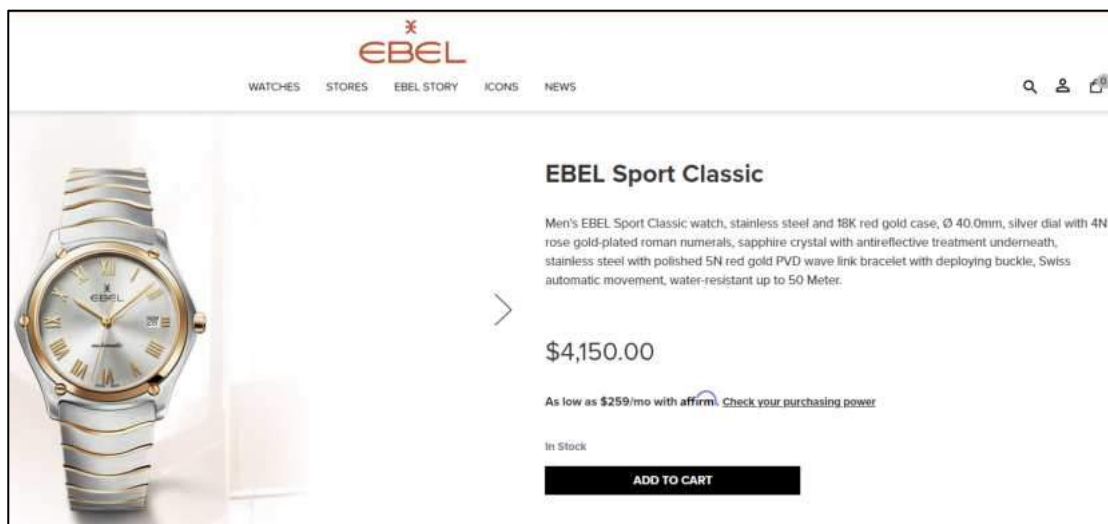 EBEL
WATCHES STORES EBEL STORY ICONS NEWS
0
EBEL Sport Classic
Men's EBEL Sport Classic watch, stainless steel and 18K red gold case, Ø 40.0mm, silver dial with 4N
rose gold-plated roman numerals, sapphire crystal with antireflective treatment underneath,
stainless steel with polished 5N red gold PVD wave link bracelet with deploying buckle, Swiss
automatic movement, water-resistant up to 50 Meter.
$4,150.00
As low as $259/mo with affirm. Check your purchasing power
In Stock
ADD TO CART
EBEL
automatic